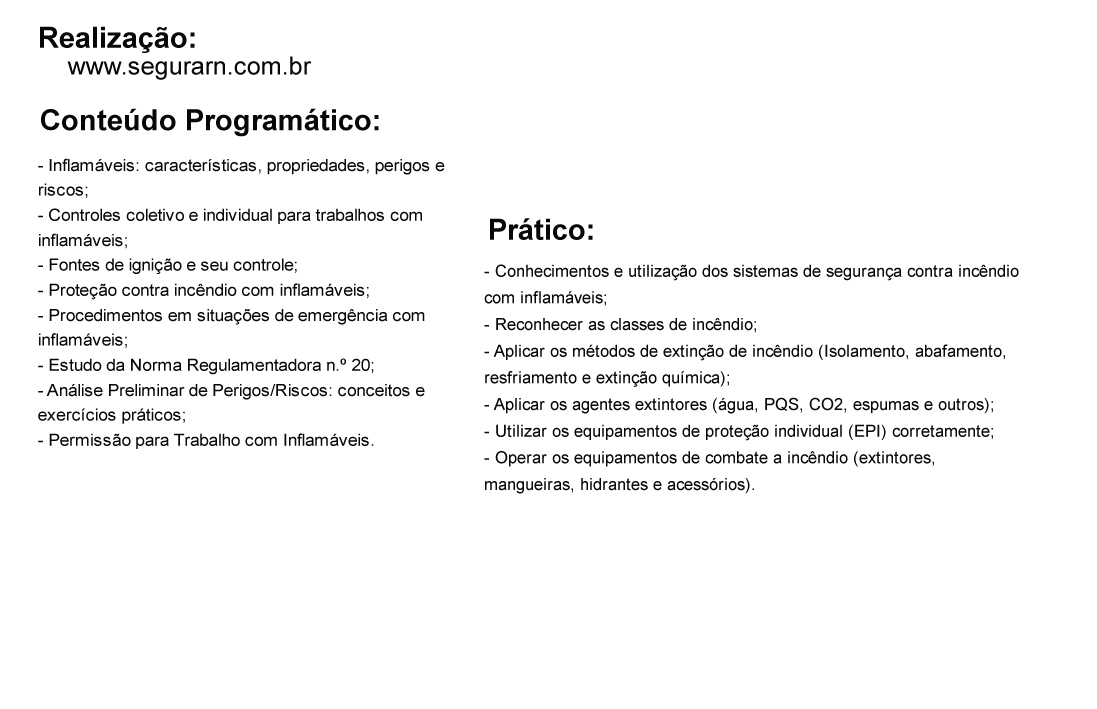 Realização:
www.segurarn.com.br
Conteúdo Programático:
- Inflamáveis: características, propriedades, perigos e
riscos;
- Controles coletivo e individual para trabalhos com
inflamáveis;
- Fontes de ignição e seu controle;
- Proteção contra incêndio com inflamáveis;
- Procedimentos em situações de emergência com
inflamáveis;
- Estudo da Norma Regulamentadora n.º 20;
- Análise Preliminar de Perigos/Riscos: conceitos e
exercícios práticos;
- Permissão para Trabalho com Inflamáveis.
Prático:
- Conhecimentos e utilização dos sistemas de segurança contra incêndio
com inflamáveis;
- Reconhecer as classes de incêndio;
- Aplicar os métodos de extinção de incêndio (Isolamento, abafamento,
resfriamento e extinção química);
- Aplicar os agentes extintores (água, PQS, CO2, espumas e outros);
- Utilizar os equipamentos de proteção individual (EPI) corretamente;
- Operar os equipamentos de combate a incêndio (extintores,
mangueiras, hidrantes e acessórios).